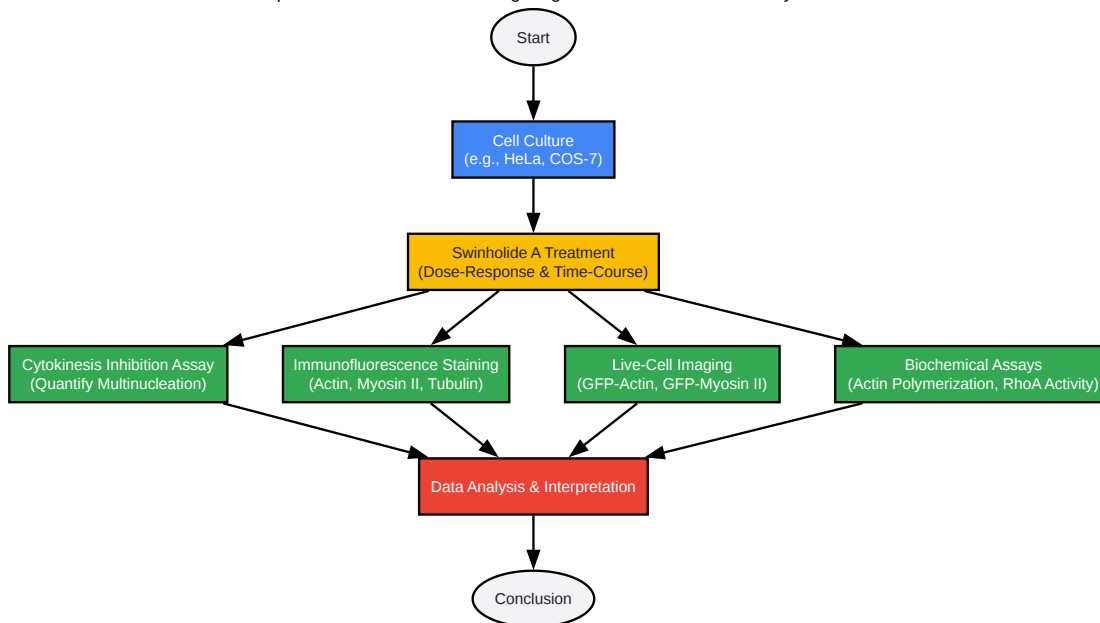 Start
Cell Culture
(e.g., HeLa, COS-7)
Swinholide A Treatment
(Dose-Response & Time-Course)
Cytokinesis Inhibition Assay
(Quantify Multinucleation)
Immunofluorescence Staining
(Actin, Myosin II, Tubulin)
Live-Cell Imaging
(GFP-Actin, GFP-Myosin II)
Biochemical Assays
(Actin Polymerization, RhoA Activity)
Data Analysis & Interpretation
Conclusion